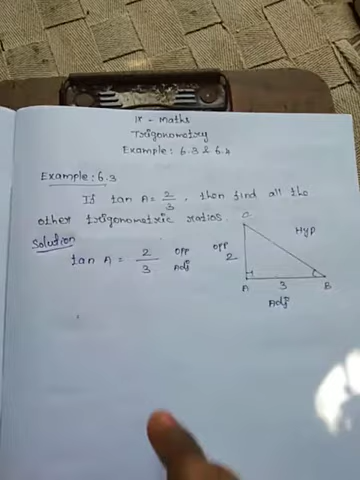 IX - Maths
Trigonometry
Example: 6.3 & 6.4
Example: 6.3
If tan A = 2/3, then find all the
other trigonometric ratios.
Solution
tan A = 2/3 opp Adj
C
opp
2
Hyp
A 3 B
Adj